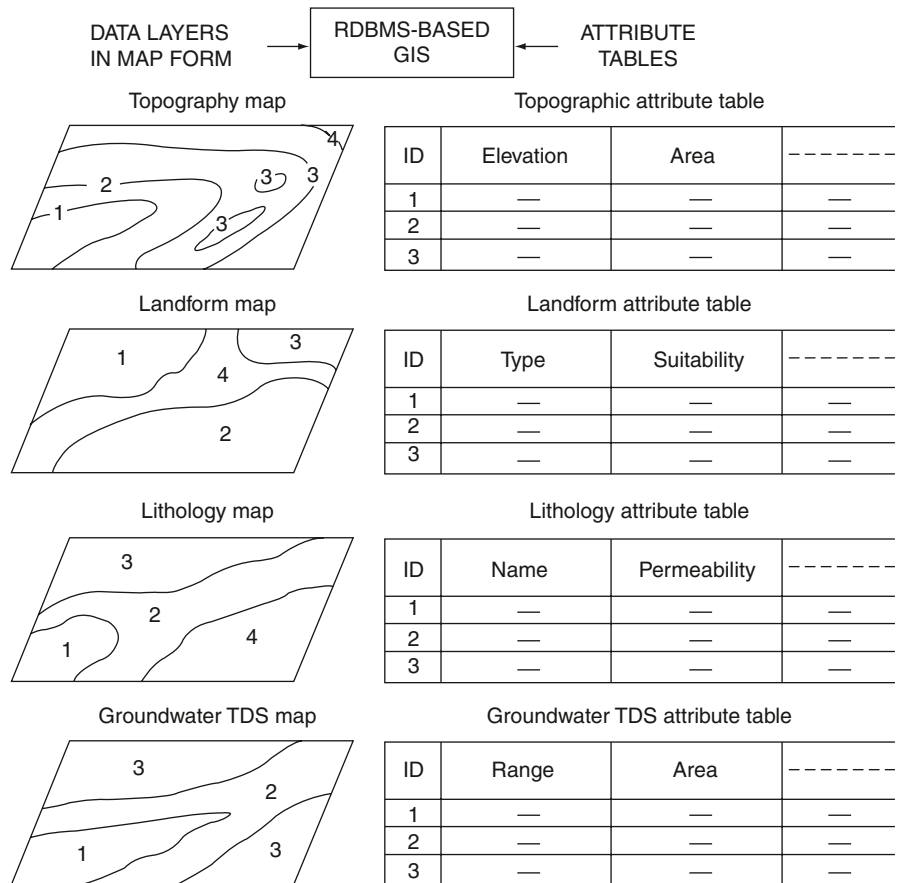 DATA LAYERS
IN MAP FORM
RDBMS-BASED
GIS
ATTRIBUTE
TABLES
Topography map
4
3
3
2
1
3
Topographic attribute table
ID Elevation Area
1 — — —
2 — — —
3 — — —
Landform map
3
1
4
2
Landform attribute table
ID Type Suitability
1 — — —
2 — — —
3 — — —
Lithology map
3
2
4
1
Lithology attribute table
ID Name Permeability
1 — — —
2 — — —
3 — — —
Groundwater TDS map
3
2
1
3
Groundwater TDS attribute table
ID Range Area
1 — — —
2 — — —
3 — — —